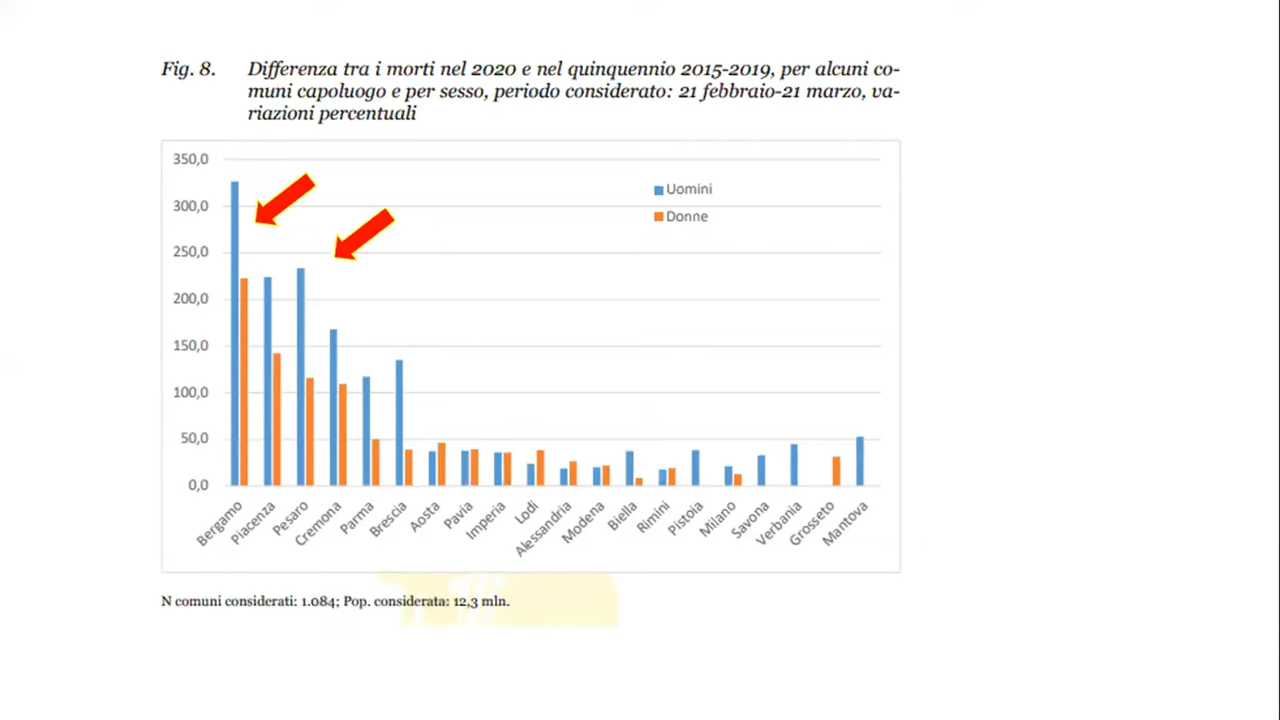 Fig. 8. Differenza tra i morti nel 2020 e nel quinquennio 2015-2019, per alcuni co-
muni capoluogo e per sesso, periodo considerato: 21 febbraio-21 marzo, va-
riazioni percentuali
350,0
300,0
250,0
200,0
150,0
100,0
50,0
0,0
Uomini
Donne
Bergamo
Piacenza
Pesaro
Cremona
Parma
Brescia
Aosta
Pavia
Imperia
Lodi
Alessandria
Modena
Biella
Rimini
Pistoia
Milano
Savona
Verbania
Grosseto
Mantova
N comuni considerati: 1.084; Pop. considerata: 12,3 mln.